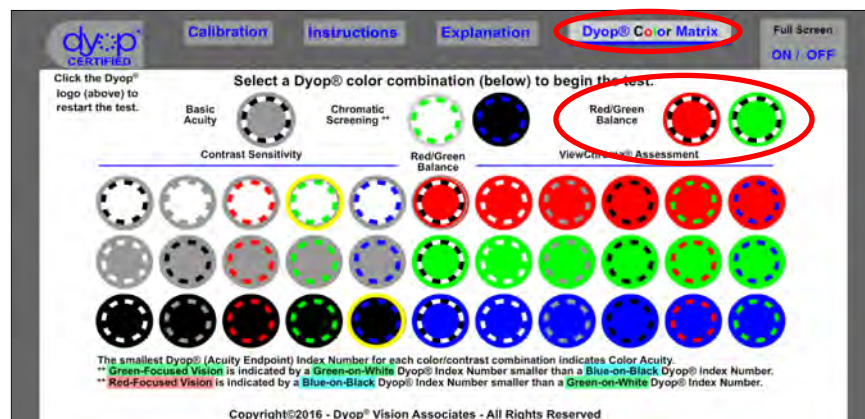 dyop®
CERTIFIED
Calibration
Instructions
Explanation
Dyop® Color Matrix
Full Screen
ON / OFF
Click the Dyop®
logo (above) to
restart the test.
Select a Dyop® color combination (below) to begin the test.
Basic
Acuity
Chromatic
Screening **
Red/Green
Balance
Contrast Sensitivity
Red/Green
Balance
ViewChroma® Assessment
The smallest Dyop® (Acuity Endpoint) Index Number for each color/contrast combination indicates Color Acuity.
** Green-Focused Vision is indicated by a Green-on-White Dyop® Index Number smaller than a Blue-on-Black Dyop® index Number.
** Red-Focused Vision is indicated by a Blue-on-Black Dyop® Index Number smaller than a Green-on-White Dyop® Index Number.
Copyright©2016 - Dyop® Vision Associates - All Rights Reserved